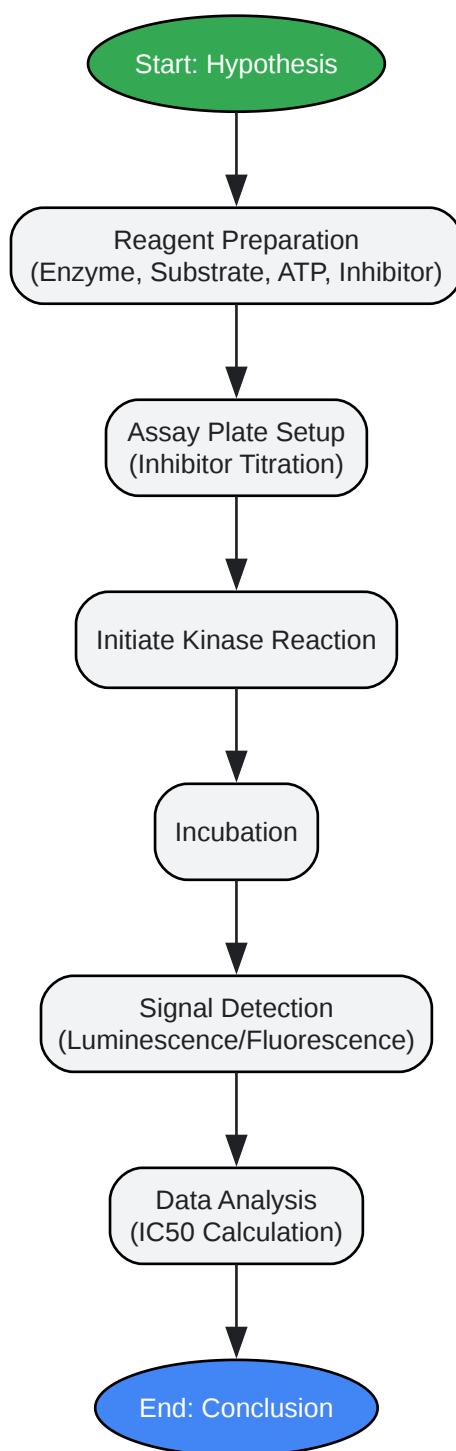 Start: Hypothesis
Reagent Preparation
(Enzyme, Substrate, ATP, Inhibitor)
Assay Plate Setup
(Inhibitor Titration)
Initiate Kinase Reaction
Incubation
Signal Detection
(Luminescence/Fluorescence)
Data Analysis
(IC50 Calculation)
End: Conclusion